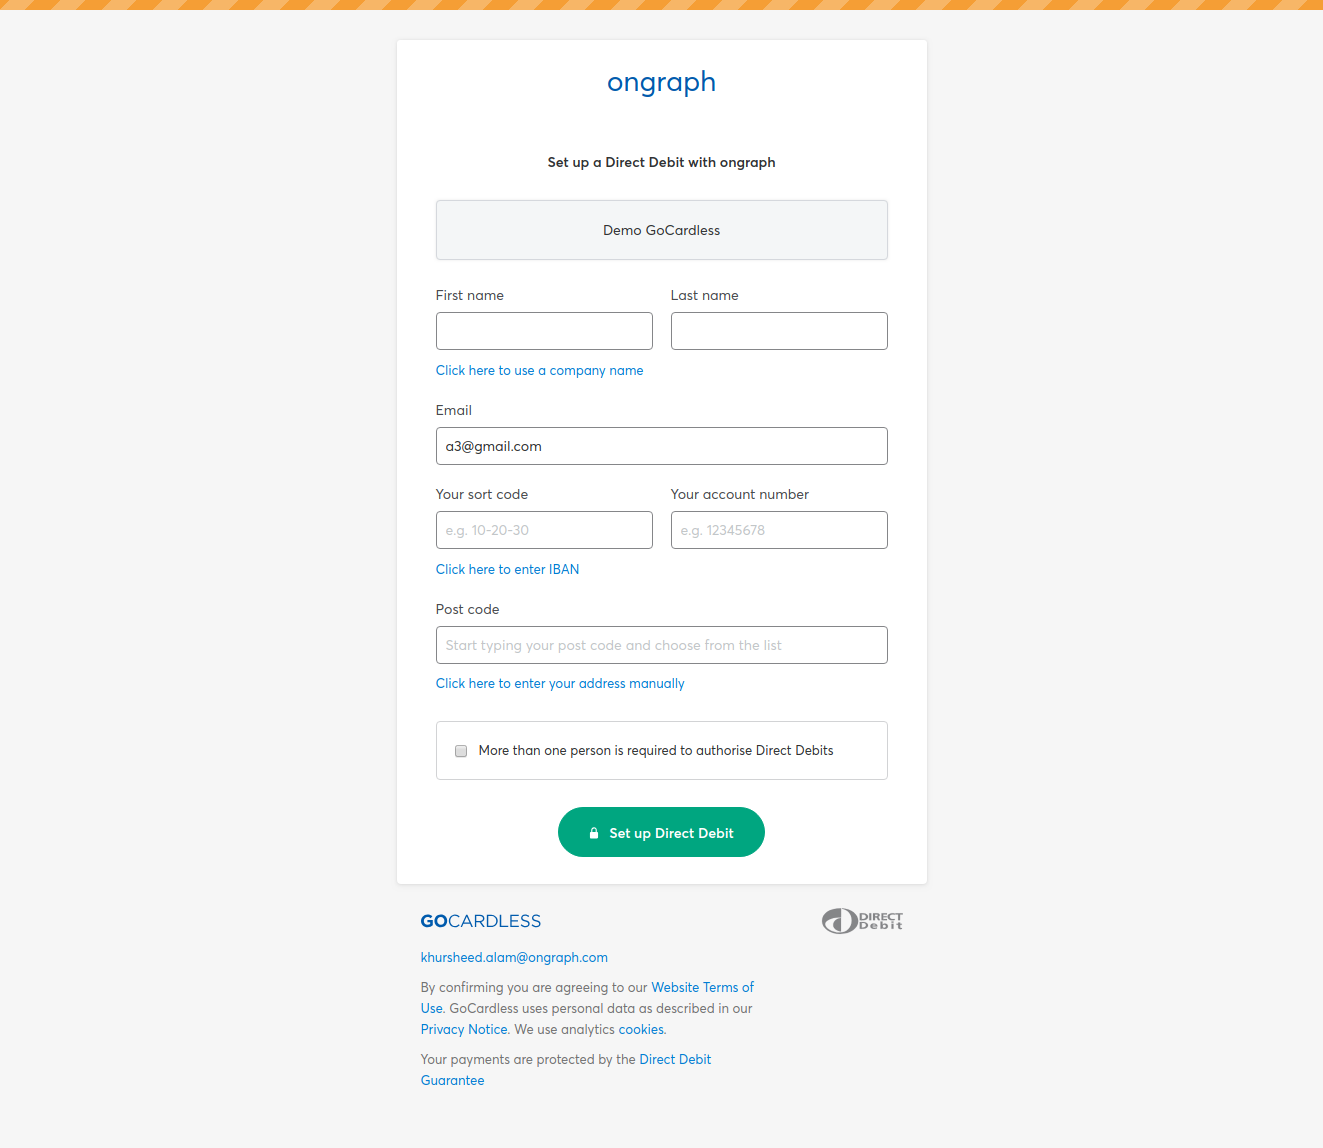 ongraph
Set up a Direct Debit with ongraph
Demo GoCardless
First name
Last name
Click here to use a company name
Email
a3@gmail.com
Your sort code
Your account number
e.g. 10-20-30
e.g. 12345678
Click here to enter IBAN
Post code
Start typing your post code and choose from the list
Click here to enter your address manually
More than one person is required to authorise Direct Debits
Set up Direct Debit
GOCARDLESS
DIRECT
Debit
khursheed.alam@ongraph.com
By confirming you are agreeing to our Website Terms of
Use. GoCardless uses personal data as described in our
Privacy Notice. We use analytics cookies.
Your payments are protected by the Direct Debit
Guarantee